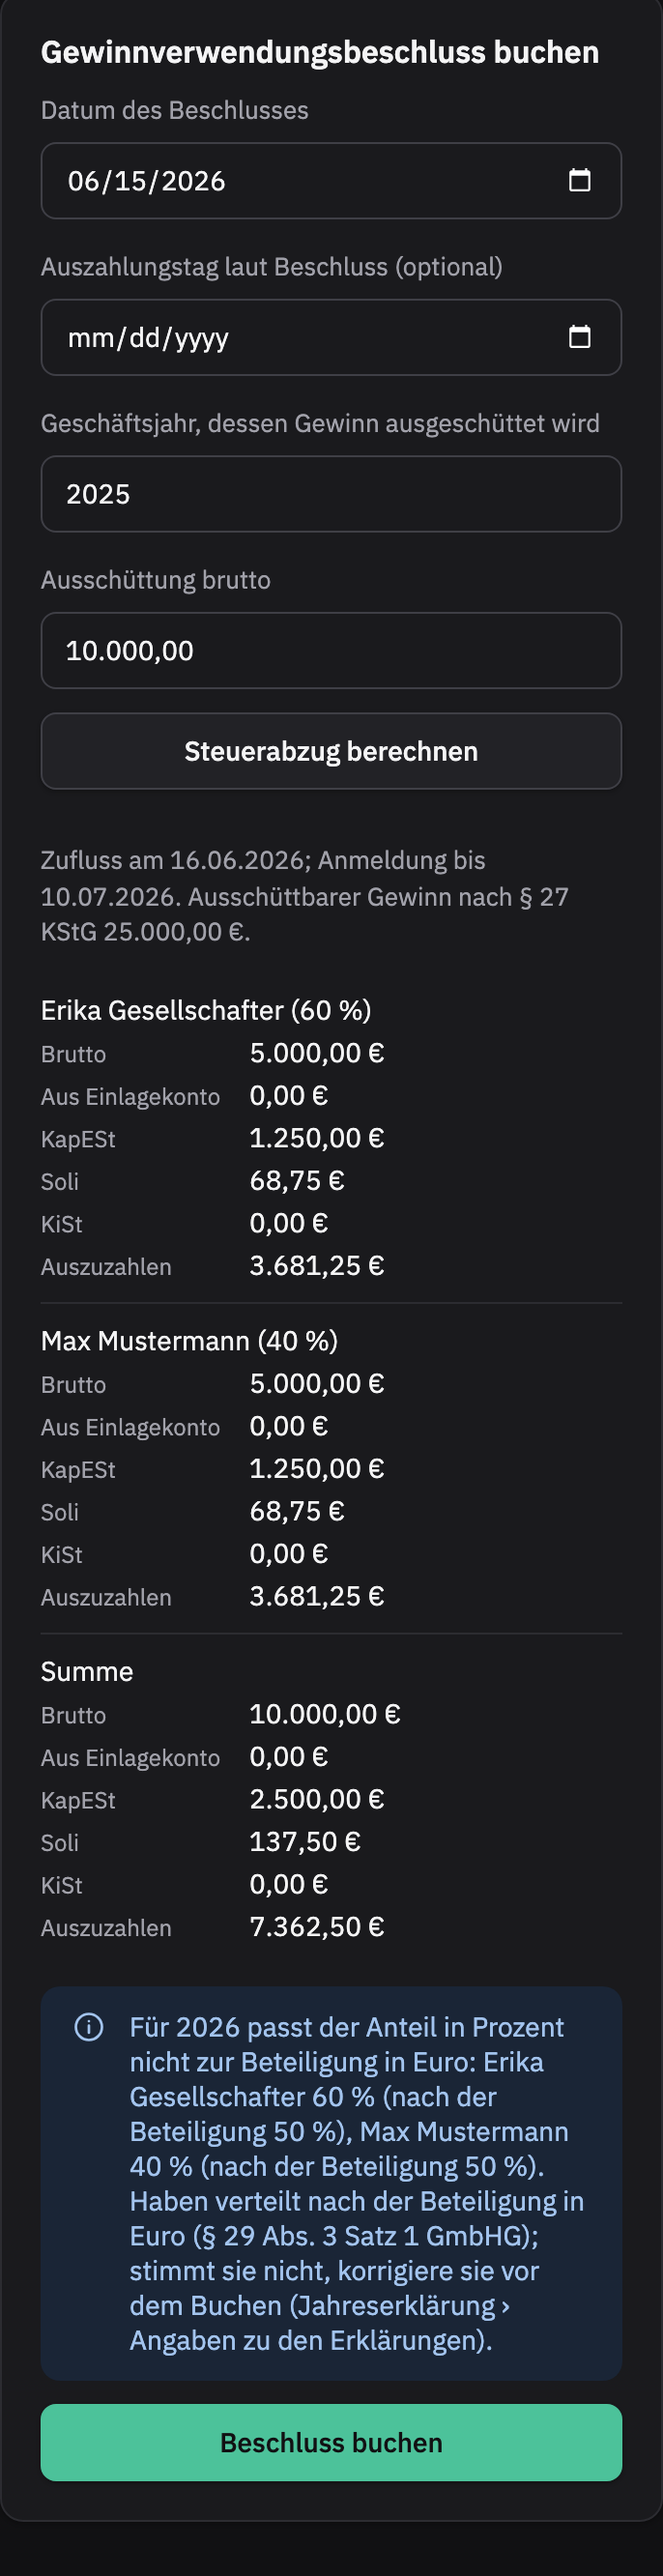 Gewinnverwendungsbeschluss buchen
Datum des Beschlusses
06/15/2026
Auszahlungstag laut Beschluss (optional)
mm/dd/yyyy
Geschäftsjahr, dessen Gewinn ausgeschüttet wird
2025
Ausschüttung brutto
10.000,00
Steuerabzug berechnen
Zufluss am 16.06.2026; Anmeldung bis
10.07.2026. Ausschüttbarer Gewinn nach § 27
KStG 25.000,00 €.
Erika Gesellschafter (60 %)
Brutto 5.000,00 €
Aus Einlagekonto 0,00 €
KapESt 1.250,00 €
Soli 68,75 €
KiSt 0,00 €
Auszuzahlen 3.681,25 €
Max Mustermann (40 %)
Brutto 5.000,00 €
Aus Einlagekonto 0,00 €
KapESt 1.250,00 €
Soli 68,75 €
KiSt 0,00 €
Auszuzahlen 3.681,25 €
Summe
Brutto 10.000,00 €
Aus Einlagekonto 0,00 €
KapESt 2.500,00 €
Soli 137,50 €
KiSt 0,00 €
Auszuzahlen 7.362,50 €
Für 2026 passt der Anteil in Prozent
nicht zur Beteiligung in Euro: Erika
Gesellschafter 60 % (nach der
Beteiligung 50 %), Max Mustermann
40 % (nach der Beteiligung 50 %).
Haben verteilt nach der Beteiligung in
Euro (§ 29 Abs. 3 Satz 1 GmbHG);
stimmt sie nicht, korrigiere sie vor
dem Buchen (Jahreserklärung ›
Angaben zu den Erklärungen).
Beschluss buchen